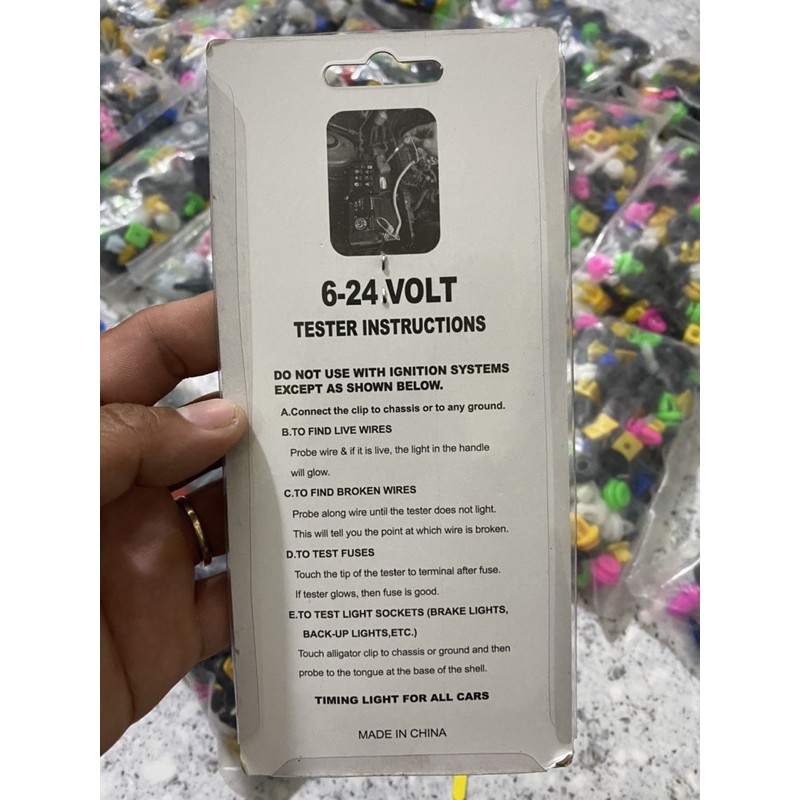 6-24 VOLT
TESTER INSTRUCTIONS
DO NOT USE WITH IGNITION SYSTEMS
EXCEPT AS SHOWN BELOW.
A.Connect the clip to chassis or to any ground.
B.TO FIND LIVE WIRES
Probe wire & if it is live, the light in the handle
will glow.
C.TO FIND BROKEN WIRES
Probe along wire until the tester does not light.
This will tell you the point at which wire is broken.
D.TO TEST FUSES
Touch the tip of the tester to terminal after fuse.
If tester glows, then fuse is good.
E.TO TEST LIGHT SOCKETS (BRAKE LIGHTS,
BACK-UP LIGHTS,ETC.)
Touch alligator clip to chassis or ground and then
probe to the tongue at the base of the shell.
TIMING LIGHT FOR ALL CARS
MADE IN CHINA